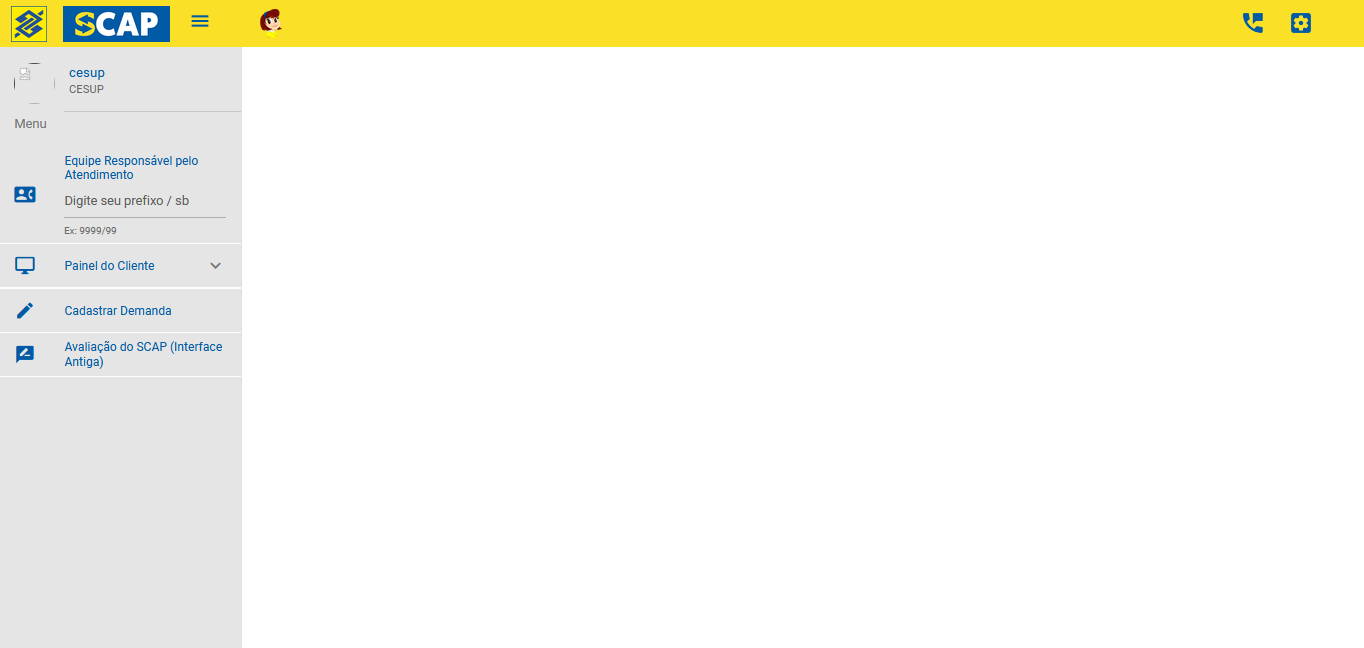 SCAP
cesup
CESUP
Menu
Equipe Responsável pelo
Atendimento
Digite seu prefixo / sb
Ex: 9999/99
Painel do Cliente
Cadastrar Demanda
Avaliação do SCAP (Interface
Antiga)